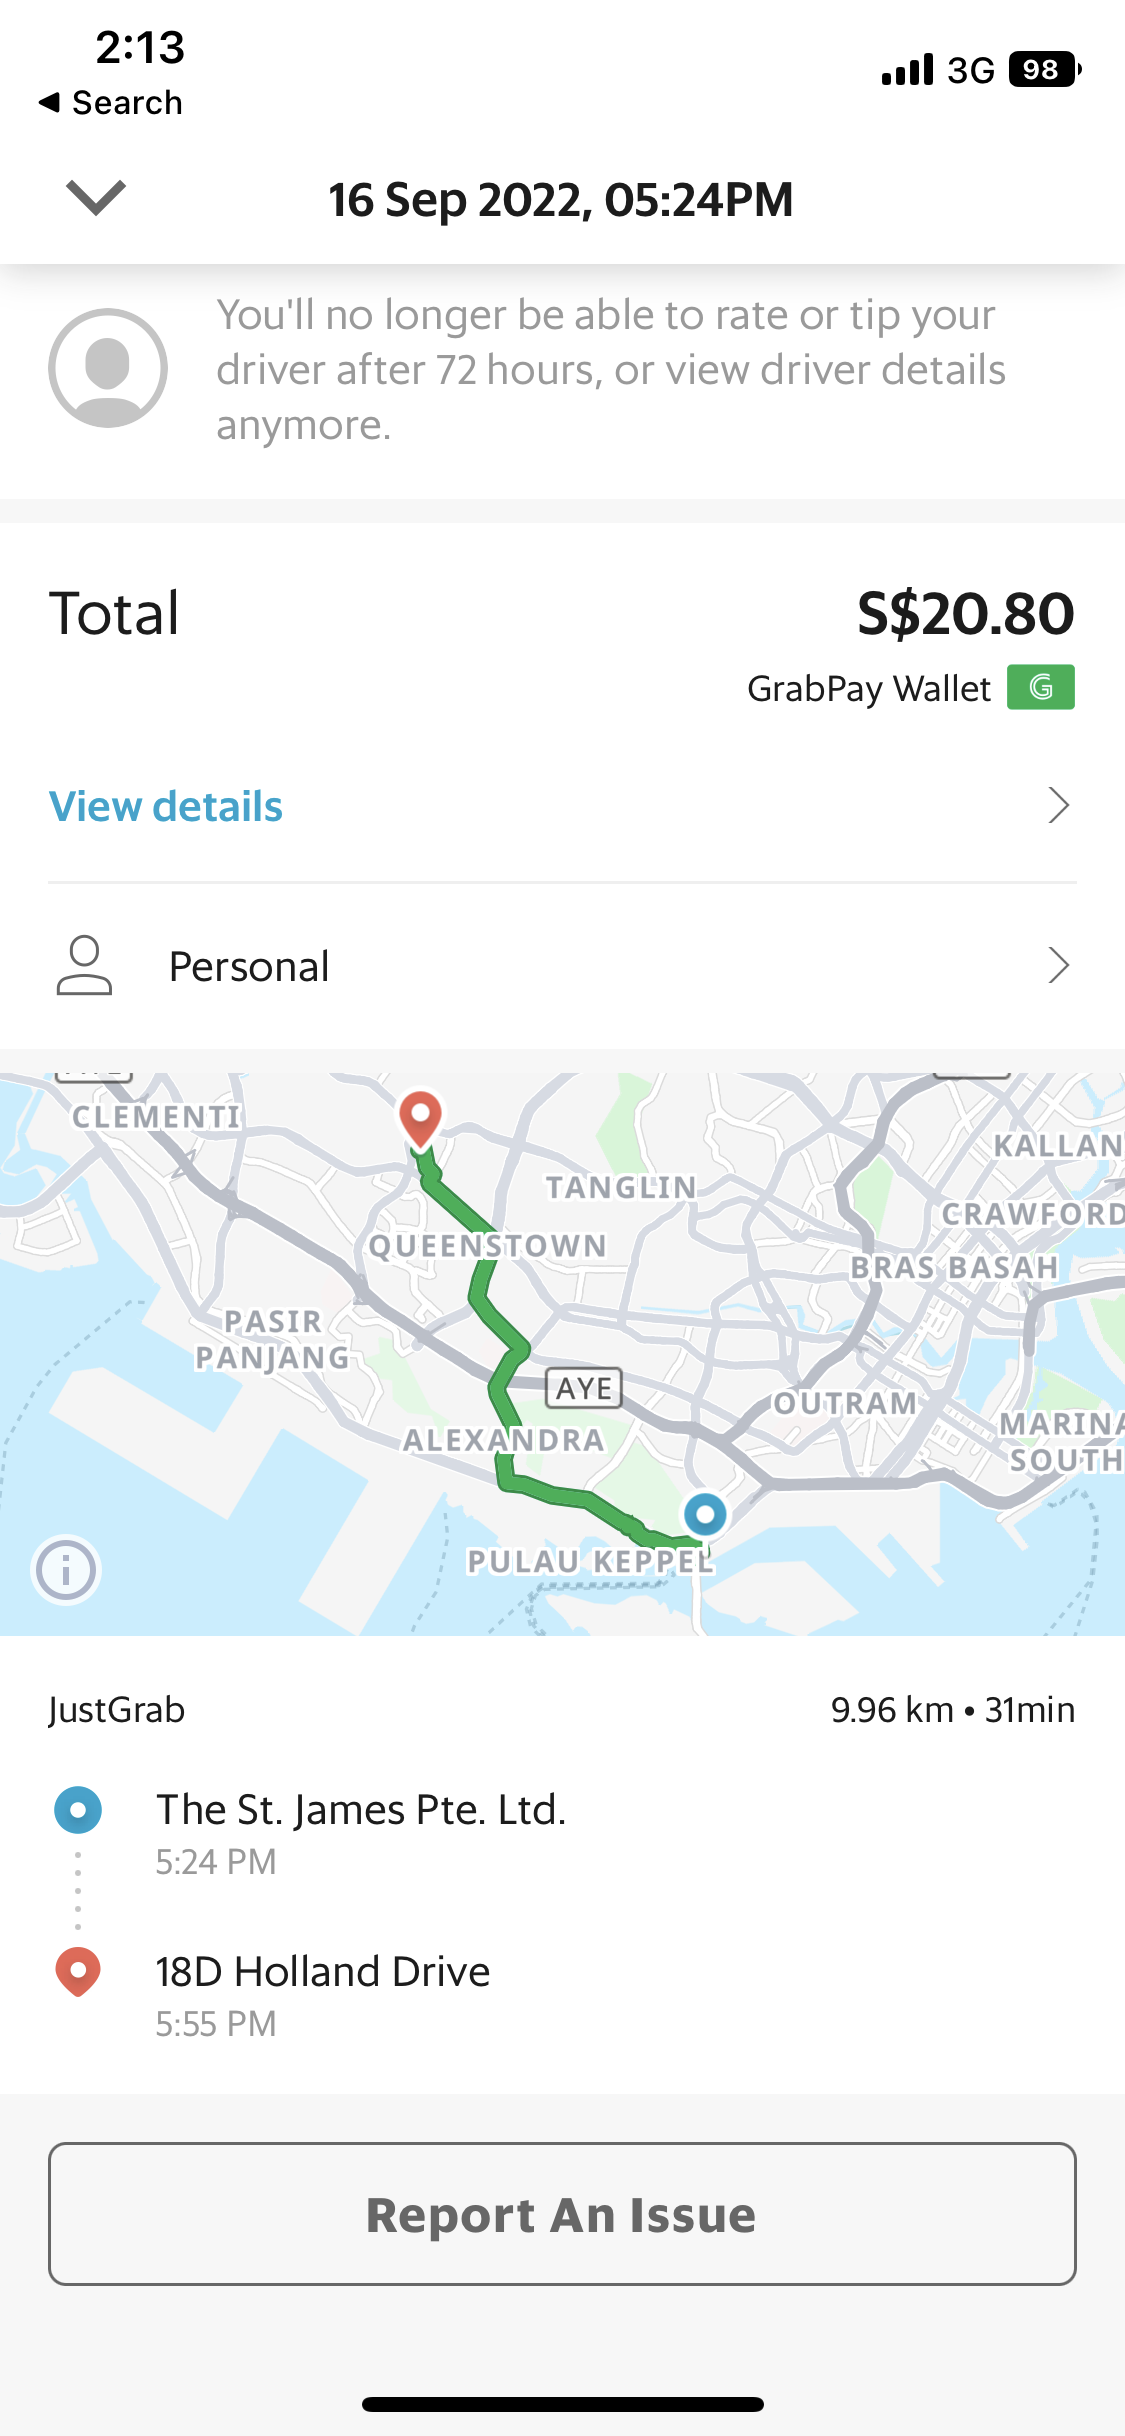 2:13
3G
98
◀ Search
16 Sep 2022, 05:24PM
You'll no longer be able to rate or tip your
driver after 72 hours, or view driver details
anymore.
Total
S$20.80
GrabPay Wallet
G
View details
Personal
CLEMENTI
KALLAN
TANGLIN
CRAWFORD
QUEENSTOWN
BRAS BASAH
PASIR
PANJANG
AYE
OUTRAM
MARINA
SOUTH
ALEXANDRA
PULAU KEPPEL
i
JustGrab
9.96 km • 31min
The St. James Pte. Ltd.
5:24 PM
18D Holland Drive
5:55 PM
Report An Issue